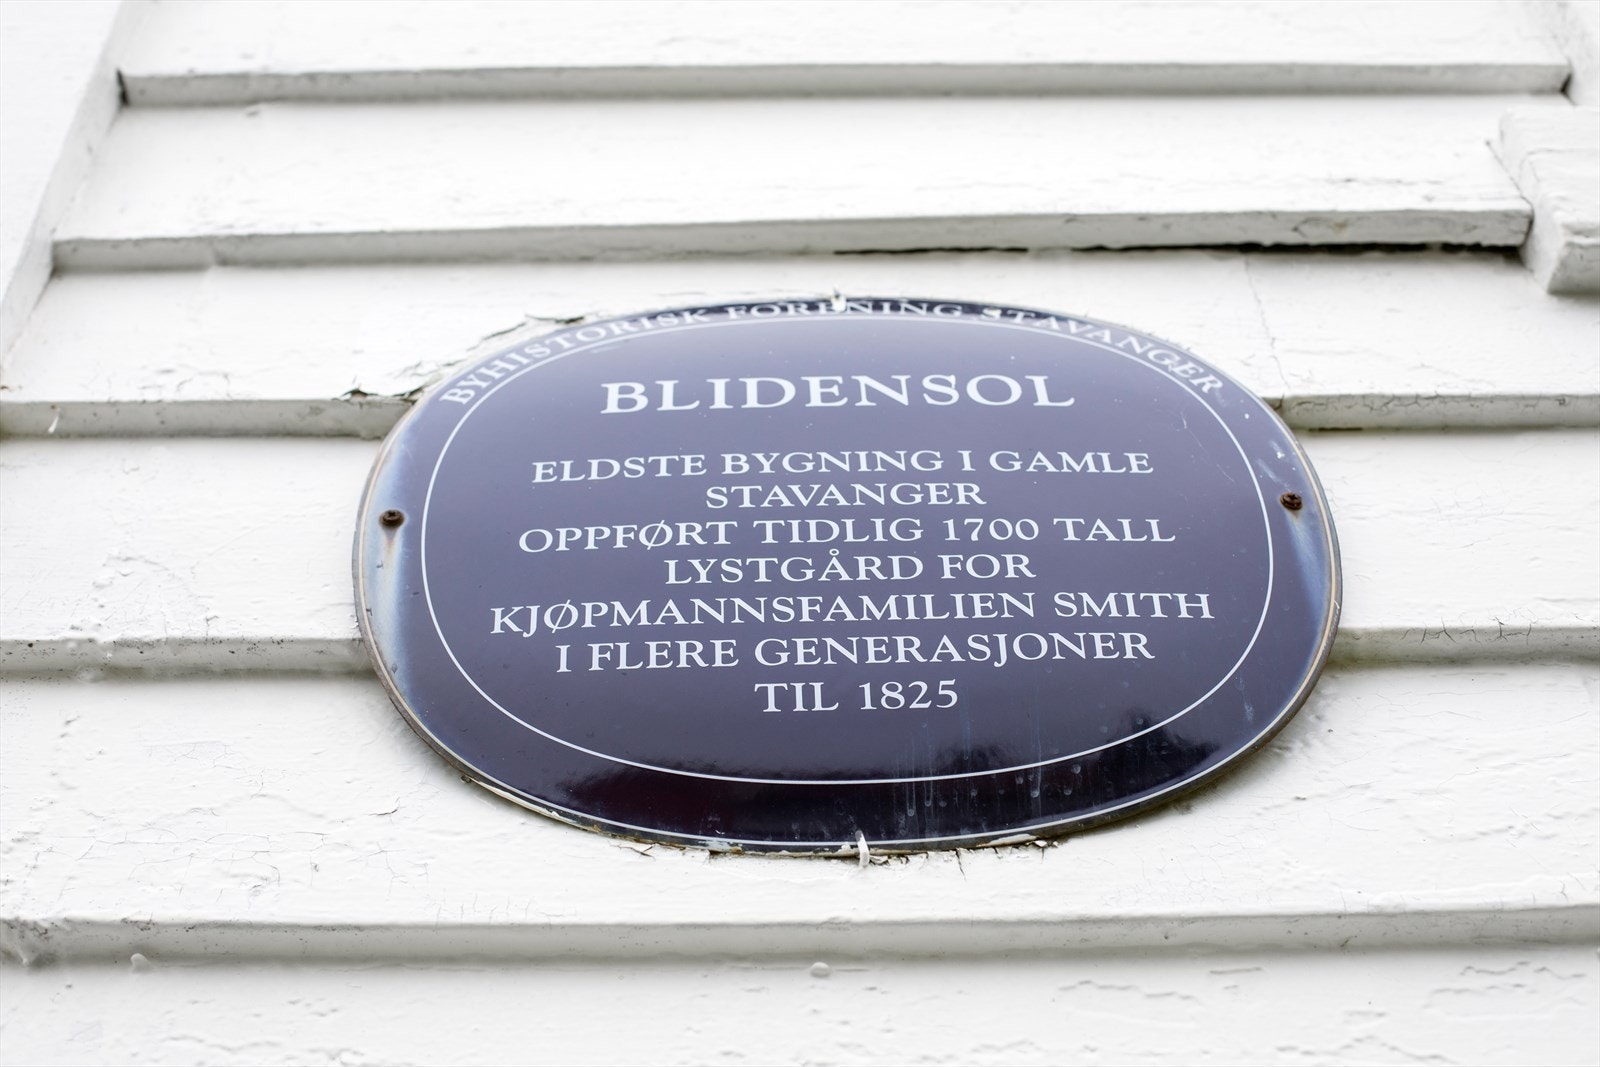 BYHISTORISK FORENING STAVANGER
BLIDENSOL
ELDSTE BYGNING I GAMLE
STAVANGER
OPPFØRT TIDLIG 1700 TALL
LYSTGÅRD FOR
KJØPMANNSFAMILIEN SMITH
I FLERE GENERASJONER
TIL 1825